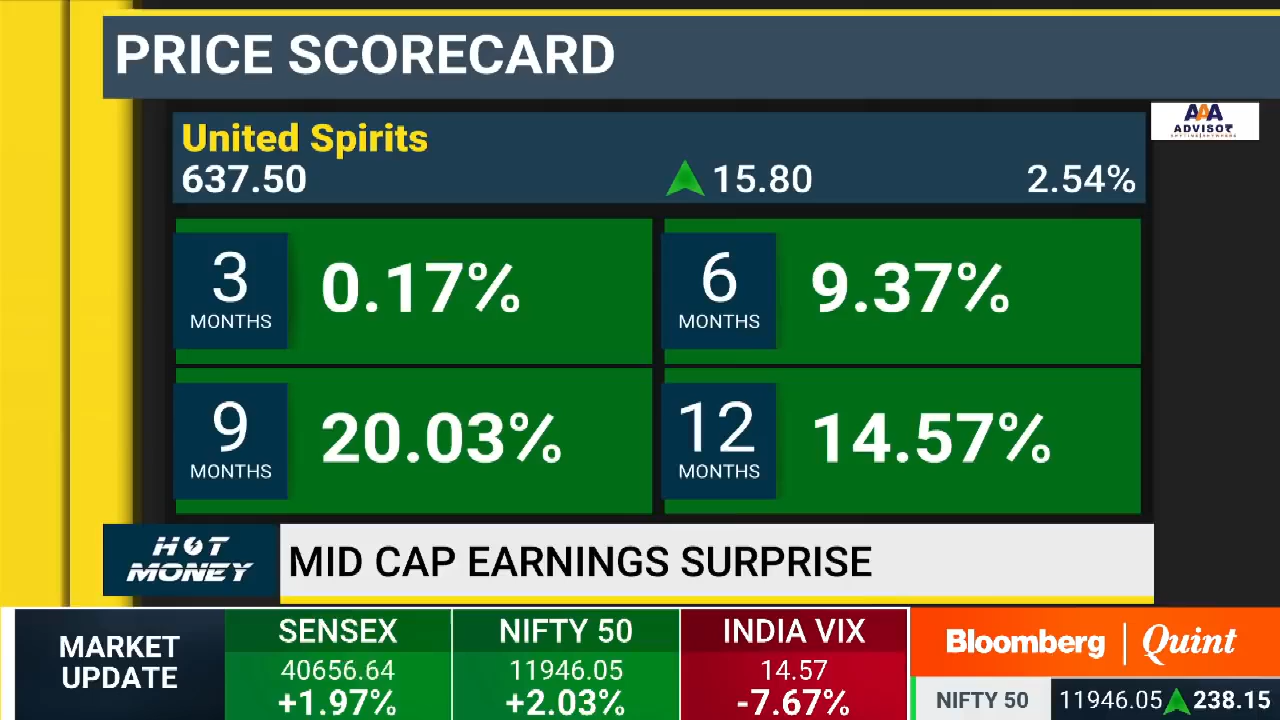 PRICE SCORECARD
AAA
ADVISO₹
United Spirits
637.50 15.80 2.54%
3 MONTHS 0.17%
6 MONTHS 9.37%
9 MONTHS 20.03%
12 MONTHS 14.57%
HOT MONEY
MID CAP EARNINGS SURPRISE
MARKET UPDATE
SENSEX
40656.64
+1.97%
NIFTY 50
11946.05
+2.03%
INDIA VIX
14.57
-7.67%
Bloomberg | Quint
NIFTY 50 11946.05 238.15